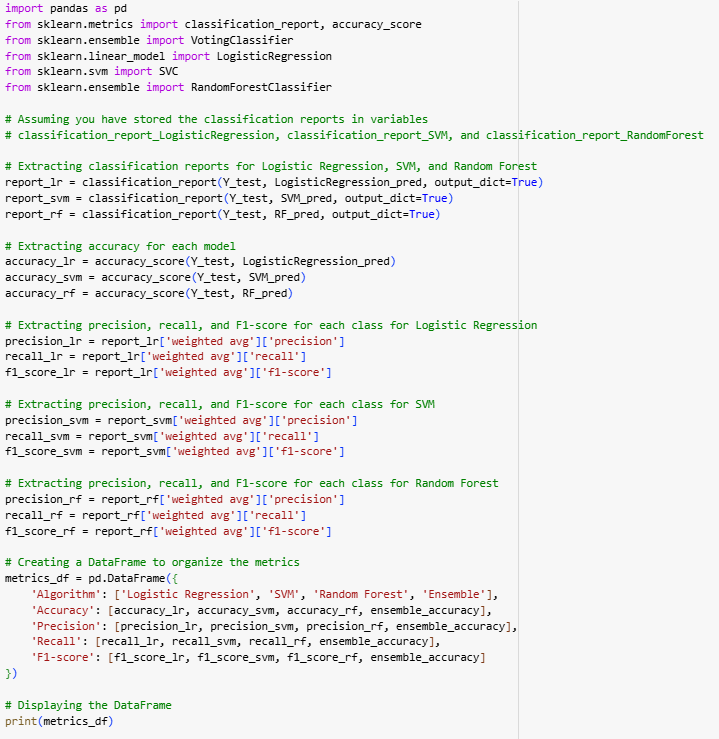 import pandas as pd
from sklearn.metrics import classification_report, accuracy_score
from sklearn.ensemble import VotingClassifier
from sklearn.linear_model import LogisticRegression
from sklearn.svm import SVC
from sklearn.ensemble import RandomForestClassifier

# Assuming you have stored the classification reports in variables
# classification_report_LogisticRegression, classification_report_SVM, and classification_report_RandomForest

# Extracting classification reports for Logistic Regression, SVM, and Random Forest
report_lr = classification_report(Y_test, LogisticRegression_pred, output_dict=True)
report_svm = classification_report(Y_test, SVM_pred, output_dict=True)
report_rf = classification_report(Y_test, RF_pred, output_dict=True)

# Extracting accuracy for each model
accuracy_lr = accuracy_score(Y_test, LogisticRegression_pred)
accuracy_svm = accuracy_score(Y_test, SVM_pred)
accuracy_rf = accuracy_score(Y_test, RF_pred)

# Extracting precision, recall, and F1-score for each class for Logistic Regression
precision_lr = report_lr['weighted avg']['precision']
recall_lr = report_lr['weighted avg']['recall']
f1_score_lr = report_lr['weighted avg']['f1-score']

# Extracting precision, recall, and F1-score for each class for SVM
precision_svm = report_svm['weighted avg']['precision']
recall_svm = report_svm['weighted avg']['recall']
f1_score_svm = report_svm['weighted avg']['f1-score']

# Extracting precision, recall, and F1-score for each class for Random Forest
precision_rf = report_rf['weighted avg']['precision']
recall_rf = report_rf['weighted avg']['recall']
f1_score_rf = report_rf['weighted avg']['f1-score']

# Creating a DataFrame to organize the metrics
metrics_df = pd.DataFrame({
    'Algorithm': ['Logistic Regression', 'SVM', 'Random Forest', 'Ensemble'],
    'Accuracy': [accuracy_lr, accuracy_svm, accuracy_rf, ensemble_accuracy],
    'Precision': [precision_lr, precision_svm, precision_rf, ensemble_accuracy],
    'Recall': [recall_lr, recall_svm, recall_rf, ensemble_accuracy],
    'F1-score': [f1_score_lr, f1_score_svm, f1_score_rf, ensemble_accuracy]
})

# Displaying the DataFrame
print(metrics_df)